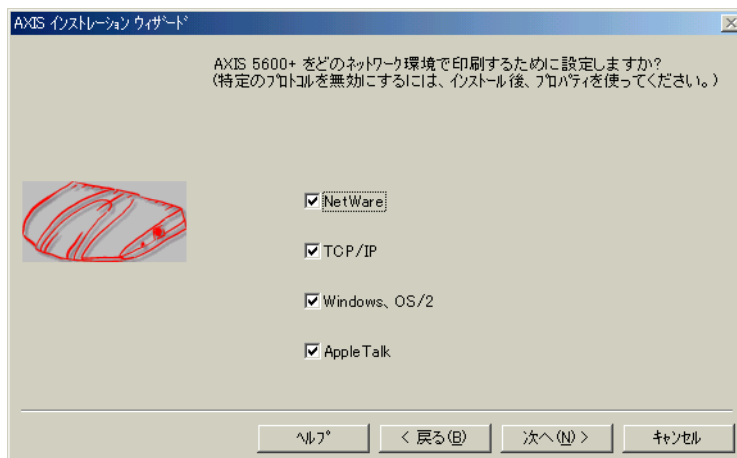 AXIS インストレーション ウィザード
AXIS 5600+ をどのネットワーク環境で印刷するために設定しますか?
(特定のプロトコルを無効にするには、インストール後、プロパティを使ってください。)
NetWare
TCP/IP
Windows、OS/2
AppleTalk
ヘルプ
< 戻る(B)
次へ(N) >
キャンセル